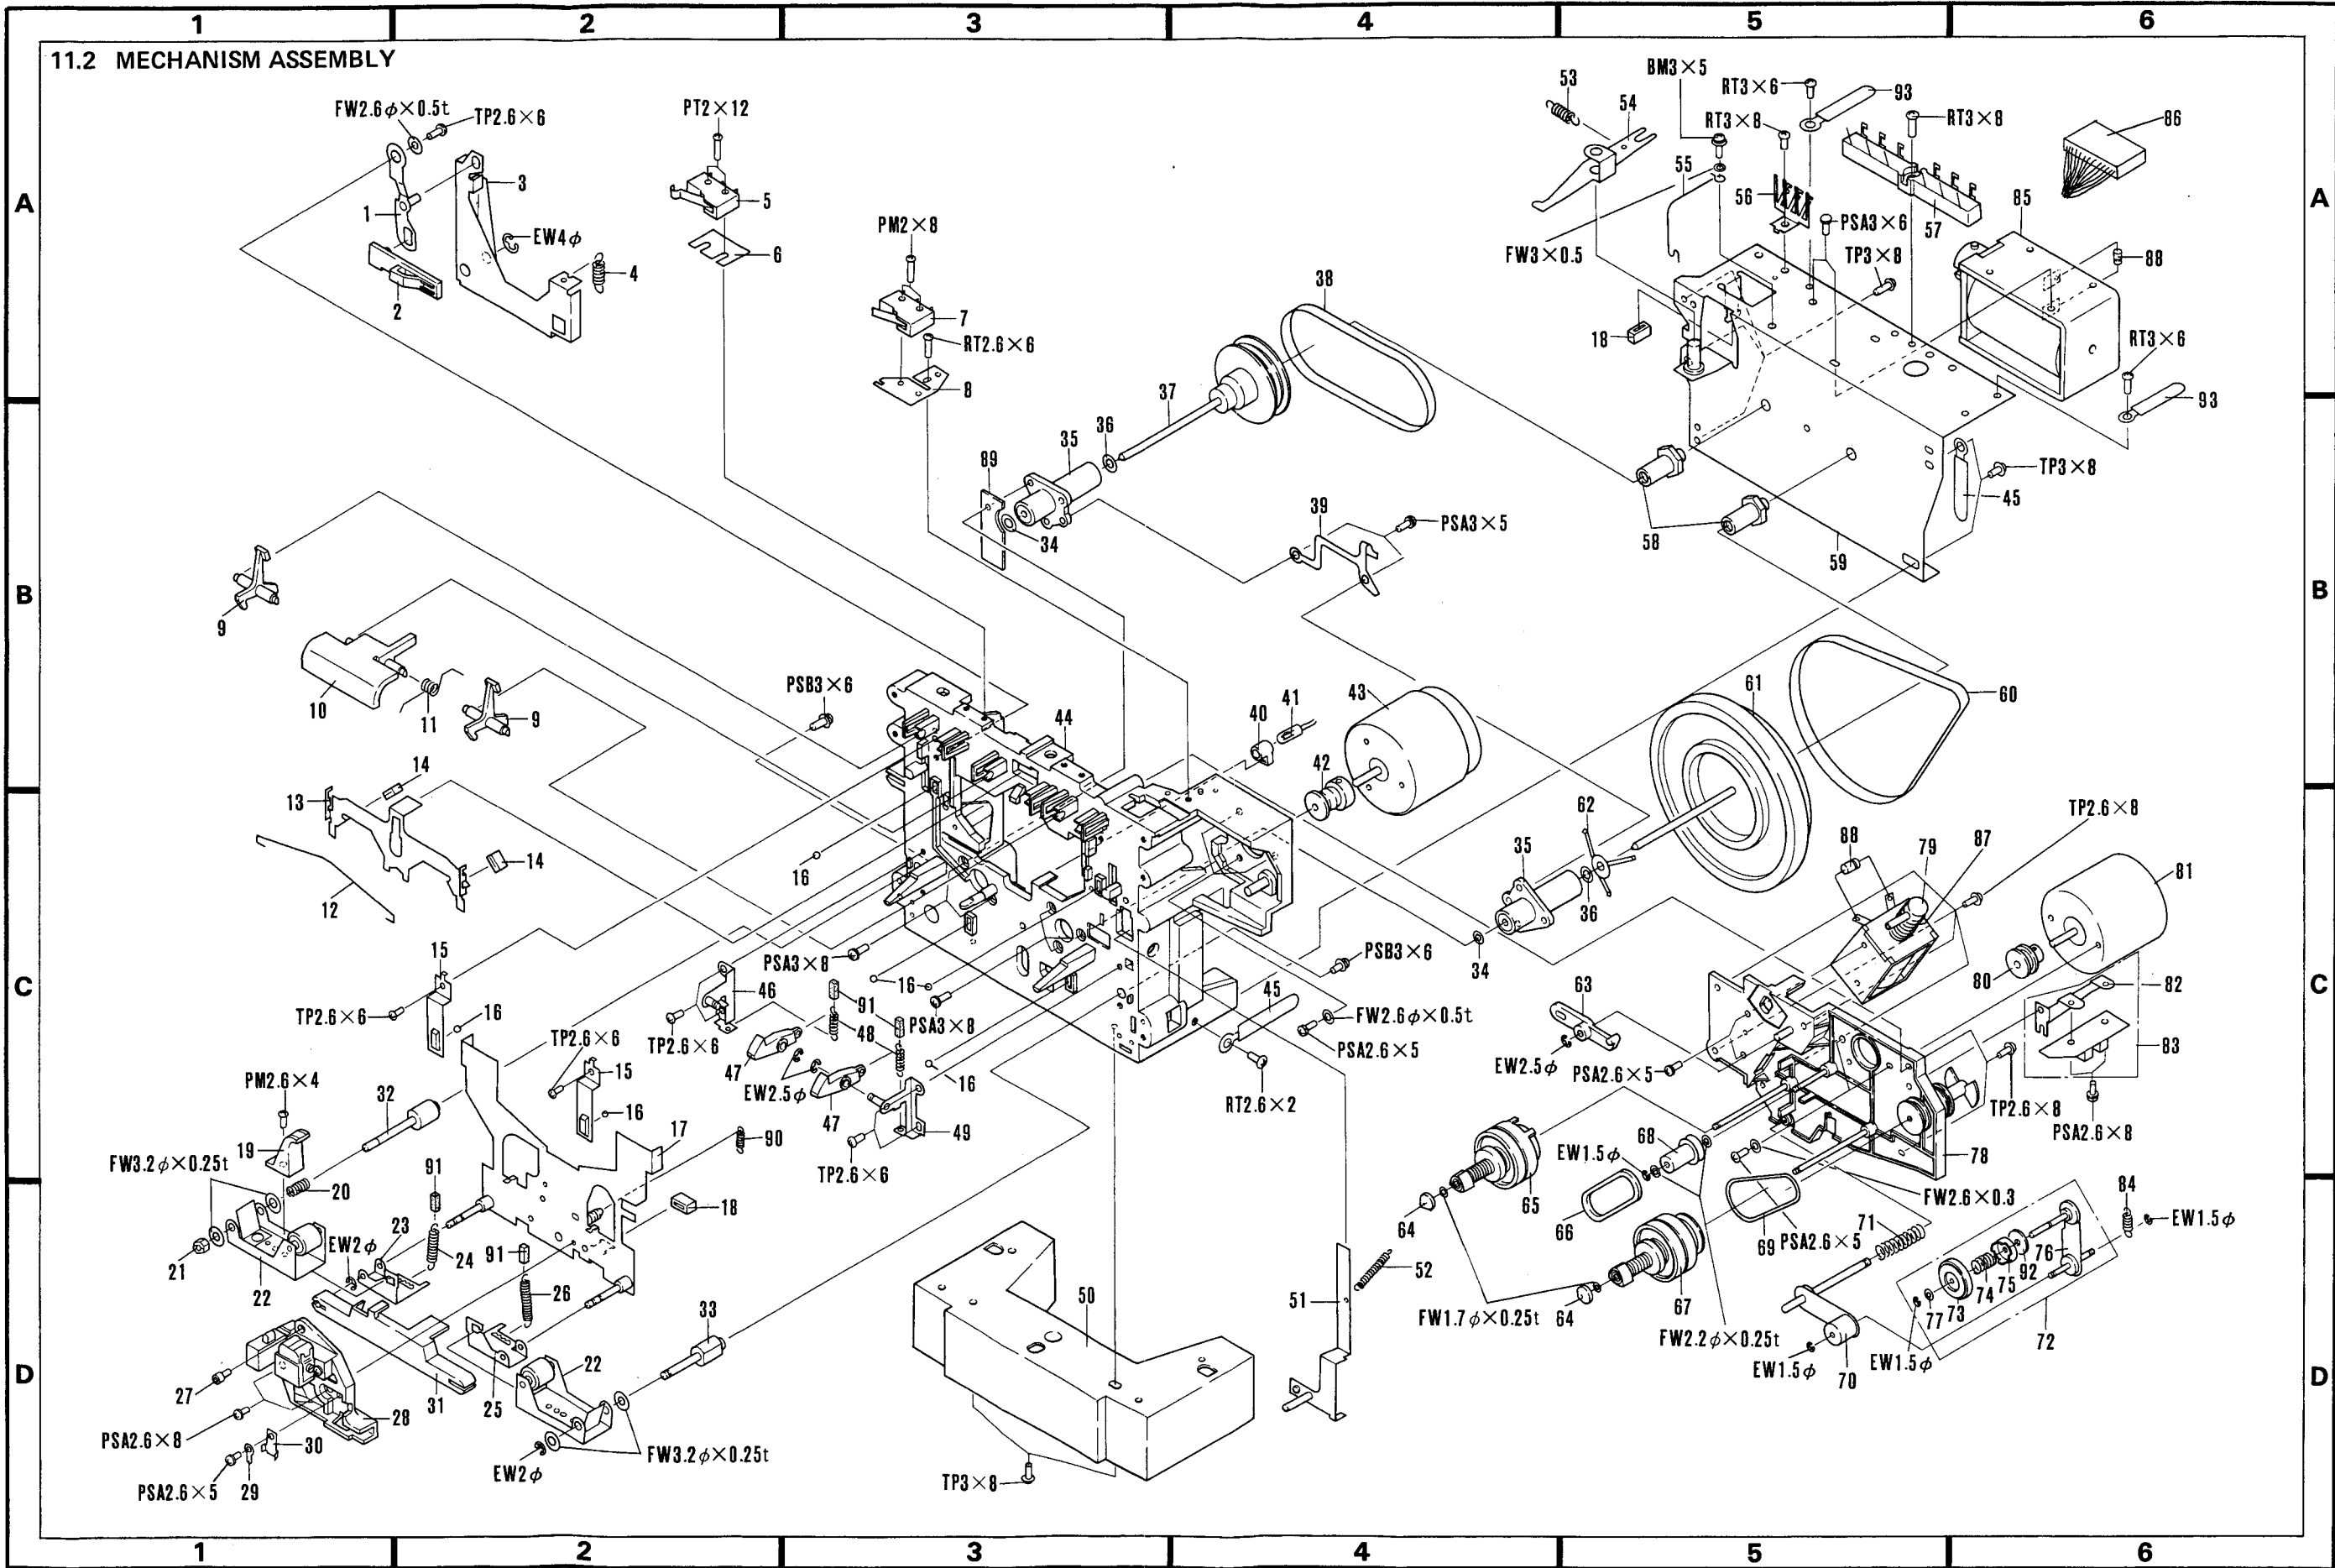 1 2 3 4 5 6
11.2 MECHANISM ASSEMBLY
A
A
FW2.6φ×0.5t
TP2.6×6
1
2
3
EW4φ
4
PT2×12
5
6
PM2×8
7
RT2.6×6
8
38
37
36
35
89
34
39
PSA3×5
53
54
BM3×5
55
FW3×0.5
RT3×6
93
RT3×8
56
PSA3×6
RT3×8
57
TP3×8
86
85
88
18
RT3×6
93
TP3×8
45
58
59
B
B
9
10
11
9
PSB3×6
44
40
41
42
43
61
60
14
13
14
12
16
62
35
36
34
TP2.6×8
88
79
87
81
80
C
C
15
TP2.6×6
16
PSA3×8
46
TP2.6×6
91
48
16
PSA3×8
47
EW2.5φ
47
16
49
TP2.6×6
PSB3×6
45
FW2.6φ×0.5t
PSA2.6×5
RT2.6×2
63
EW2.5φ
PSA2.6×5
82
83
TP2.6×8
PSA2.6×8
78
TP2.6×6
15
16
17
90
PM2.6×4
19
32
FW3.2φ×0.25t
20
91
18
21
22
EW2φ
23
24
91
26
33
65
64
EW1.5φ
68
66
FW2.6×0.3
69
PSA2.6×5
71
84
EW1.5φ
76
92
75
74
73
77
72
67
64
FW1.7φ×0.25t
FW2.2φ×0.25t
EW1.5φ
70
EW1.5φ
50
51
52
D
D
27
PSA2.6×8
28
31
25
22
30
29
PSA2.6×5
EW2φ
FW3.2φ×0.25t
TP3×8
1 2 3 4 5 6